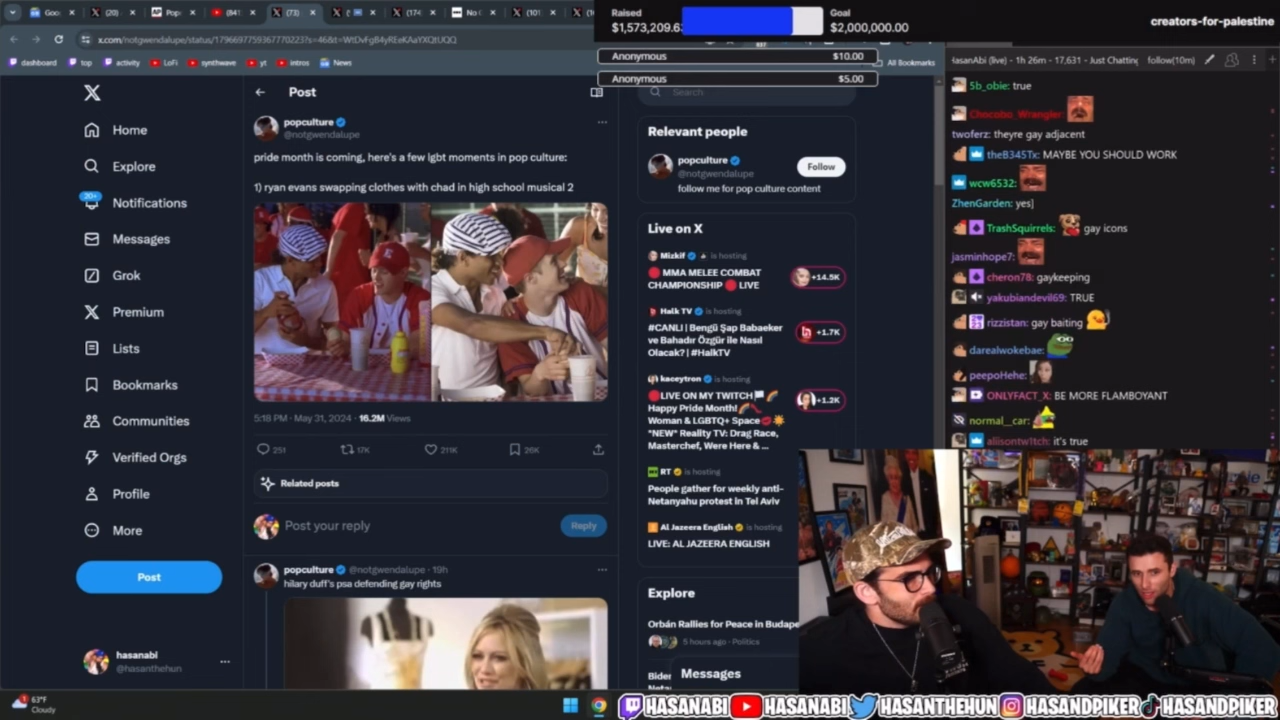 Raised
$1,573,209.63
Goal
$2,000,000.00
creators-for-palestine
Anonymous $10.00
Anonymous $5.00
x.com/notgwendalupe/status/1796697759367770223?s=46&t=WtDvFgB4yREeKAaYXQtUQQ
dashboard
top
activity
LoFi
synthwave
yt
intros
News
All Bookmarks
Home
Explore
20+
Notifications
Messages
Grok
Premium
Lists
Bookmarks
Communities
Verified Orgs
Profile
More
Post
hasanabi
@hasanthehun
Post
popculture
@notgwendalupe
pride month is coming, here's a few lgbt moments in pop culture:
1) ryan evans swapping clothes with chad in high school musical 2
5:18 PM · May 31, 2024 · 16.2M Views
251
17K
211K
26K
Related posts
Post your reply
Reply
popculture @notgwendalupe · 19h
hilary duff's psa defending gay rights
Search
Relevant people
popculture
@notgwendalupe
Follow
follow me for pop culture content
Live on X
Mizkif is hosting
MMA MELEE COMBAT
CHAMPIONSHIP LIVE
+14.5K
Halk TV is hosting
#CANLI | Bengü Şap Babaeker
ve Bahadır Özgür ile Nasıl
Olacak? | #HalkTV
+1.7K
kaceytron is hosting
LIVE ON MY TWITCH
Happy Pride Month!
Woman & LGBTQ+ Space
*NEW* Reality TV: Drag Race,
Masterchef, Were Here & ...
+1.2K
RT is hosting
People gather for weekly anti-
Netanyahu protest in Tel Aviv
Al Jazeera English is hosting
LIVE: AL JAZEERA ENGLISH
Explore
Orbán Rallies for Peace in Budape
5 hours ago · Politics
Biden
Messages
HasanAbi (live) - 1h 26m - 17,631 - Just Chatting
follow(10m)
5b_obie: true
Chocobo_Wrangler:
twoferz: theyre gay adjacent
theB345Tx: MAYBE YOU SHOULD WORK
wcw6532:
ZhenGarden: yes]
TrashSquirrels: gay icons
jasminhope7:
cheron78: gaykeeping
yakubiandevil69: TRUE
rizzistan: gay baiting
darealwokebae:
peepoHehe:
ONLYFACT_X: BE MORE FLAMBOYANT
normal__car:
aliisontw1tch: it's true
63°F
Cloudy
HASANABI
HASANABI
HASANTHEHUN
HASANDPIKER
HASANDPIKER